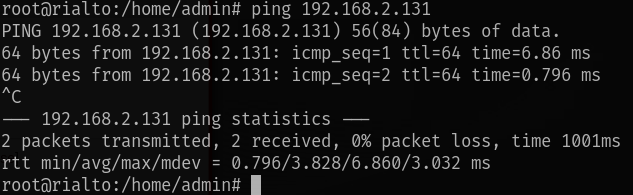 root@rialto:/home/admin# ping 192.168.2.131
PING 192.168.2.131 (192.168.2.131) 56(84) bytes of data.
64 bytes from 192.168.2.131: icmp_seq=1 ttl=64 time=6.86 ms
64 bytes from 192.168.2.131: icmp_seq=2 ttl=64 time=0.796 ms
^C
--- 192.168.2.131 ping statistics ---
2 packets transmitted, 2 received, 0% packet loss, time 1001ms
rtt min/avg/max/mdev = 0.796/3.828/6.860/3.032 ms
root@rialto:/home/admin#